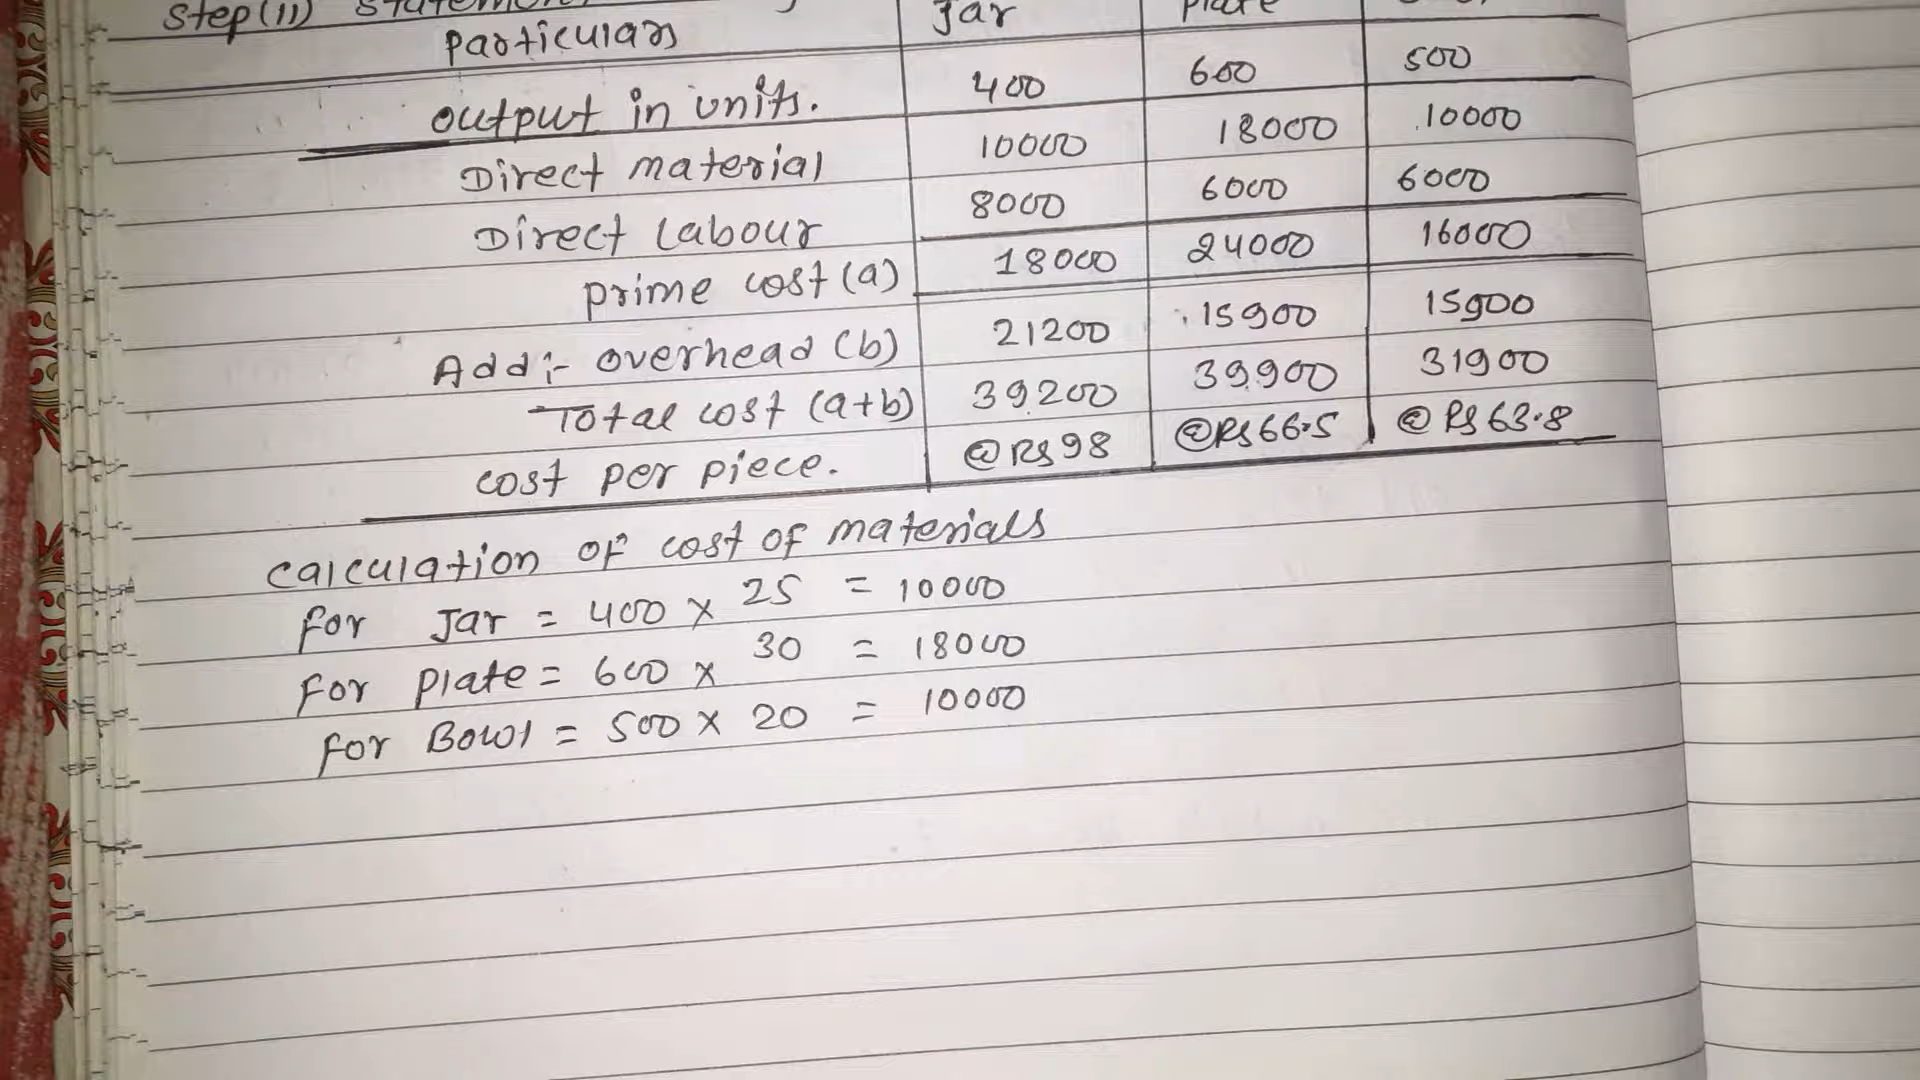 Step (II)
Particulars Jar Plate
output in units. 400 600 500
Direct material 10000 18000 10000
Direct Labour 8000 6000 6000
prime cost (a) 18000 24000 16000
Add:- overhead (b) 21200 15900 15900
Total cost (a+b) 39200 39900 31900
cost per piece. @Rs 98 @Rs 66.5 @ Rs 63.8
calculation of cost of materials
for Jar = 400 x 25 = 10000
for plate = 600 x 30 = 18000
for Bowl = 500 x 20 = 10000